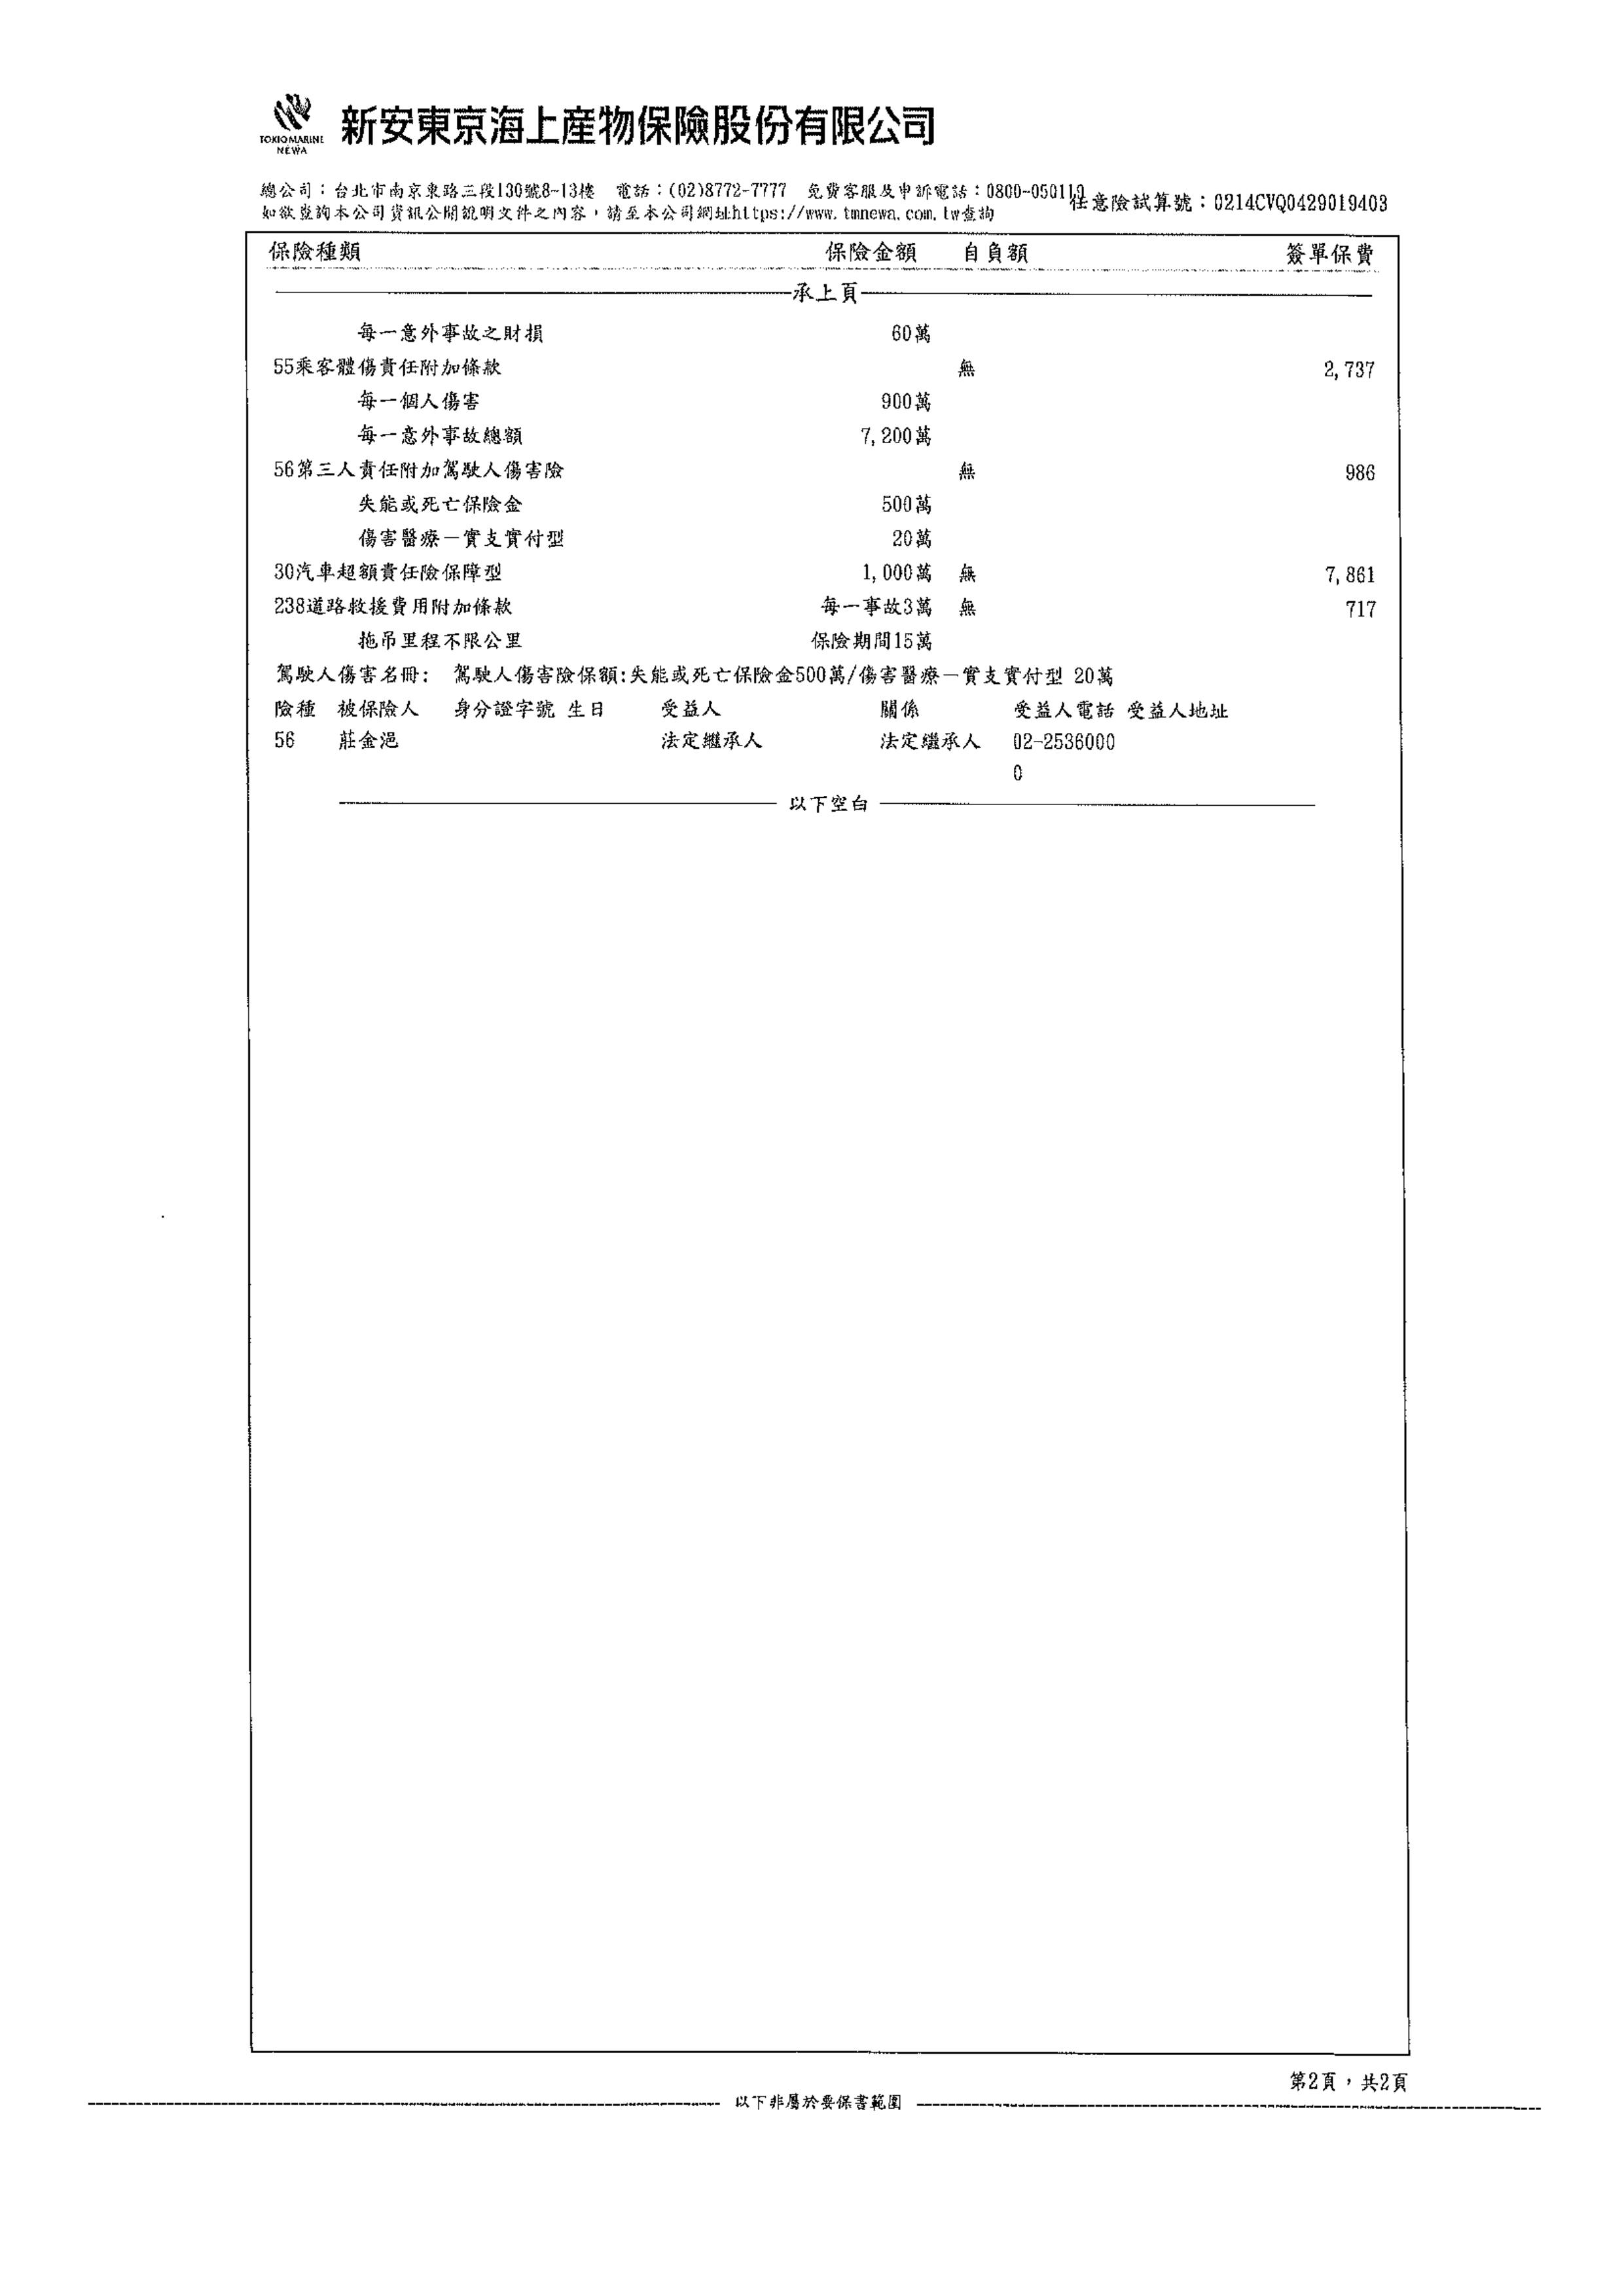 TOKIO MARINE
NEWA
新安東京海上産物保險股份有限公司
總公司：台北市南京東路三段130號8-13樓 電話：(02)8772-7777 免費客服及申訴電話：0800-050119
任意險試算號：0214CVQ0429019403
如欲查詢本公司資訊公開說明文件之內容，請至本公司網址https://www.tmnewa.com.tw查詢
保險種類 保險金額 自負額 簽單保費
承上頁
每一意外事故之財損 60萬
55乘客體傷責任附加條款 無 2,737
每一個人傷害 900萬
每一意外事故總額 7,200萬
56第三人責任附加駕駛人傷害險 無 986
失能或死亡保險金 500萬
傷害醫療－實支實付型 20萬
30汽車超額責任險保障型 1,000萬 無 7,861
238道路救援費用附加條款 每一事故3萬 無 717
拖吊里程不限公里 保險期間15萬
駕駛人傷害名冊: 駕駛人傷害險保額:失能或死亡保險金500萬/傷害醫療－實支實付型 20萬
險種 被保險人 身分證字號 生日 受益人 關係 受益人電話 受益人地址
56 莊金浥 法定繼承人 法定繼承人 02-2536000
0
以下空白
第2頁，共2頁
以下非屬於要保書範圍